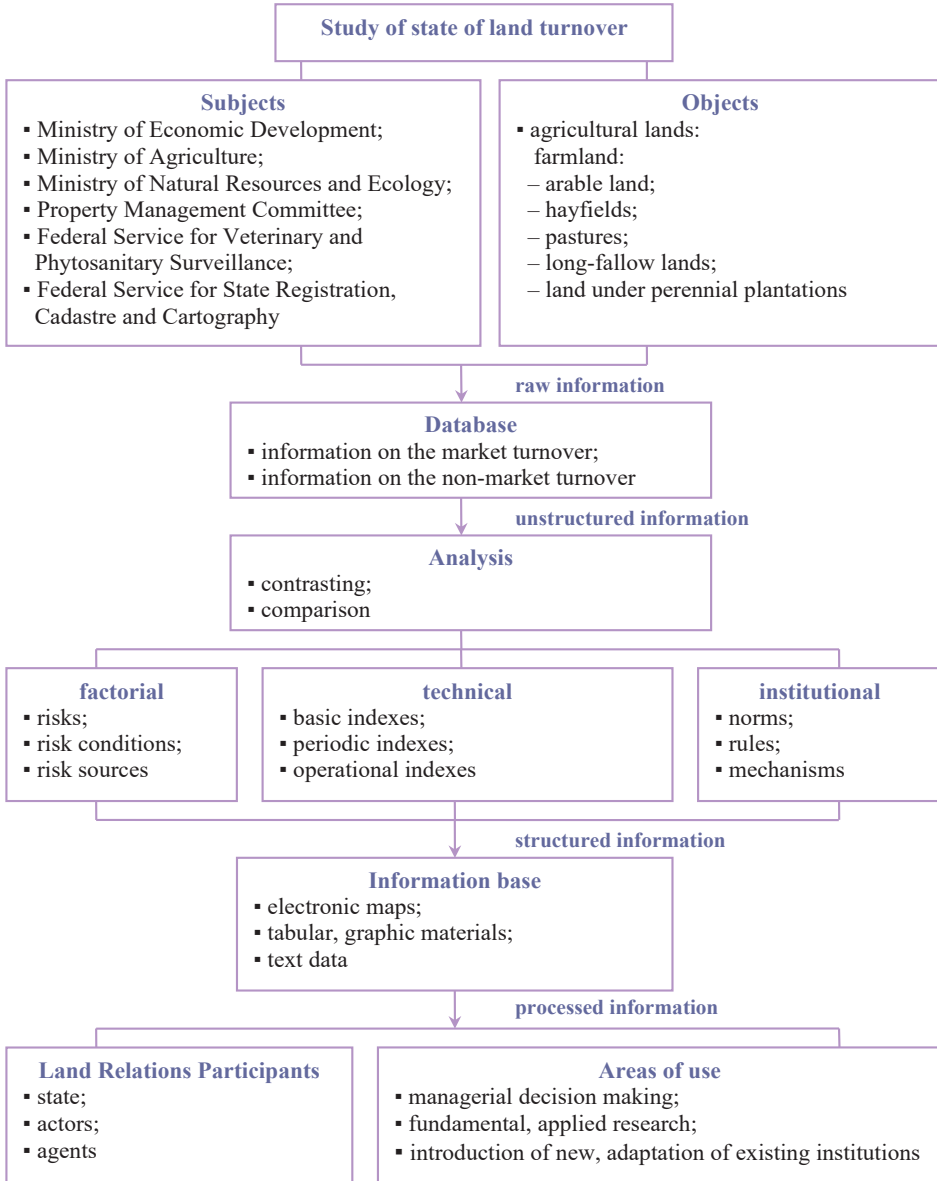 Study of state of land turnover
Subjects
▪ Ministry of Economic Development;
▪ Ministry of Agriculture;
▪ Ministry of Natural Resources and Ecology;
▪ Property Management Committee;
▪ Federal Service for Veterinary and
Phytosanitary Surveillance;
▪ Federal Service for State Registration,
Cadastre and Cartography
Objects
▪ agricultural lands:
farmland:
– arable land;
– hayfields;
– pastures;
– long-fallow lands;
– land under perennial plantations
raw information
Database
▪ information on the market turnover;
▪ information on the non-market turnover
unstructured information
Analysis
▪ contrasting;
▪ comparison
factorial
▪ risks;
▪ risk conditions;
▪ risk sources
technical
▪ basic indexes;
▪ periodic indexes;
▪ operational indexes
institutional
▪ norms;
▪ rules;
▪ mechanisms
structured information
Information base
▪ electronic maps;
▪ tabular, graphic materials;
▪ text data
processed information
Land Relations Participants
▪ state;
▪ actors;
▪ agents
Areas of use
▪ managerial decision making;
▪ fundamental, applied research;
▪ introduction of new, adaptation of existing institutions